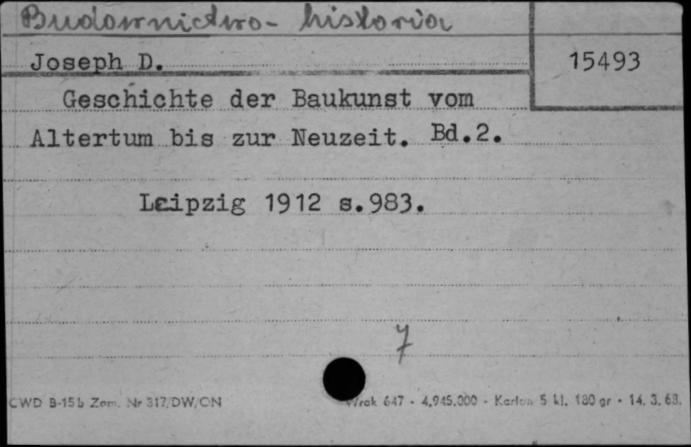 Budownictwo - historia
Joseph D.
15493
Geschichte der Baukunst vom
Altertum bis zur Neuzeit. Bd.2.
Leipzig 1912 s.983.
7
CWD B-15b Zam. Nr 317/DW/CN
647 - 4,945.000 - Karton 5 kl. 180 gr - 14. 3. 68.